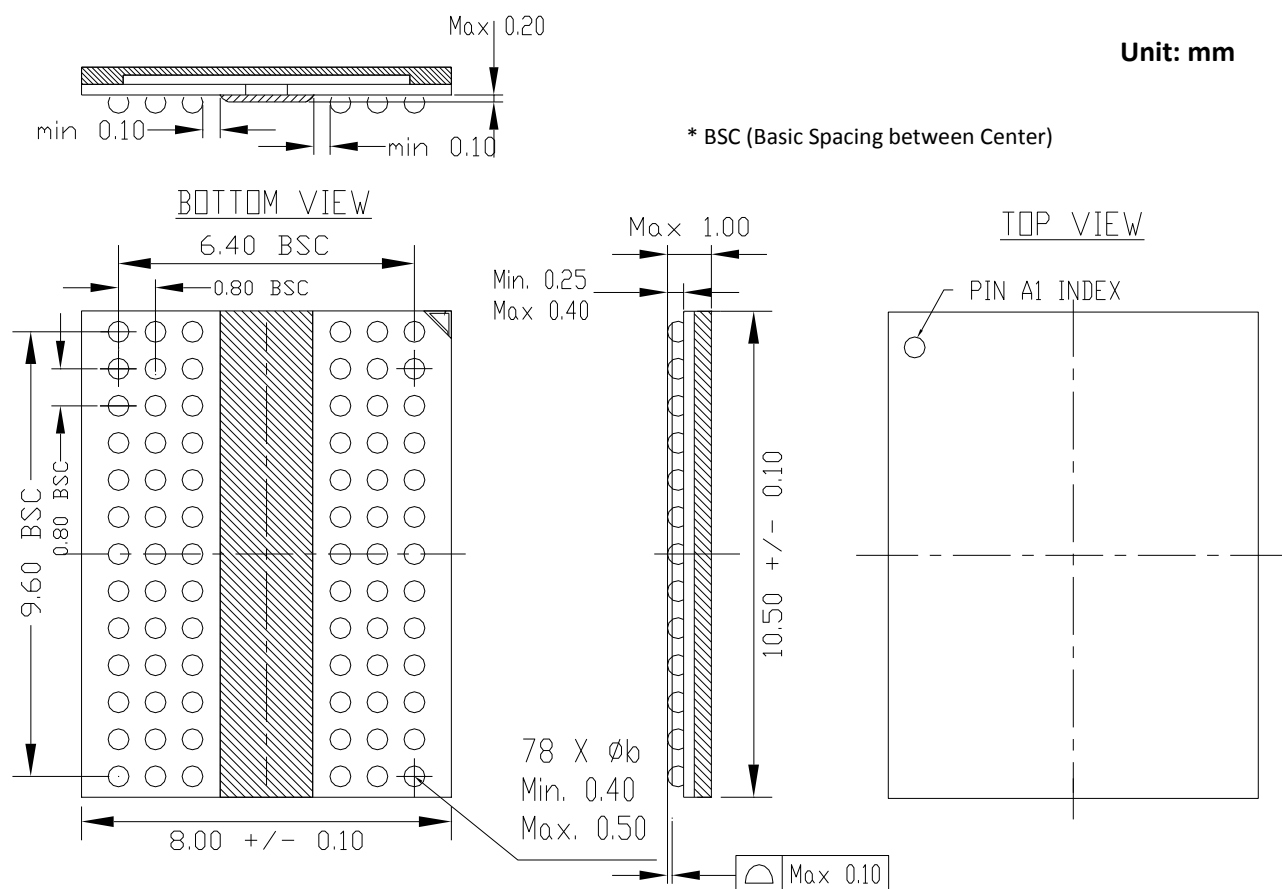 Max 0.20
Unit: mm
min 0.10
min 0.10
* BSC (Basic Spacing between Center)
BOTTOM VIEW
6.40 BSC
0.80 BSC
9.60 BSC
0.80 BSC
8.00 +/- 0.10
Max 1.00
Min. 0.25
Max 0.40
10.50 +/- 0.10
78 X Øb
Min. 0.40
Max. 0.50
Max 0.10
TOP VIEW
PIN A1 INDEX